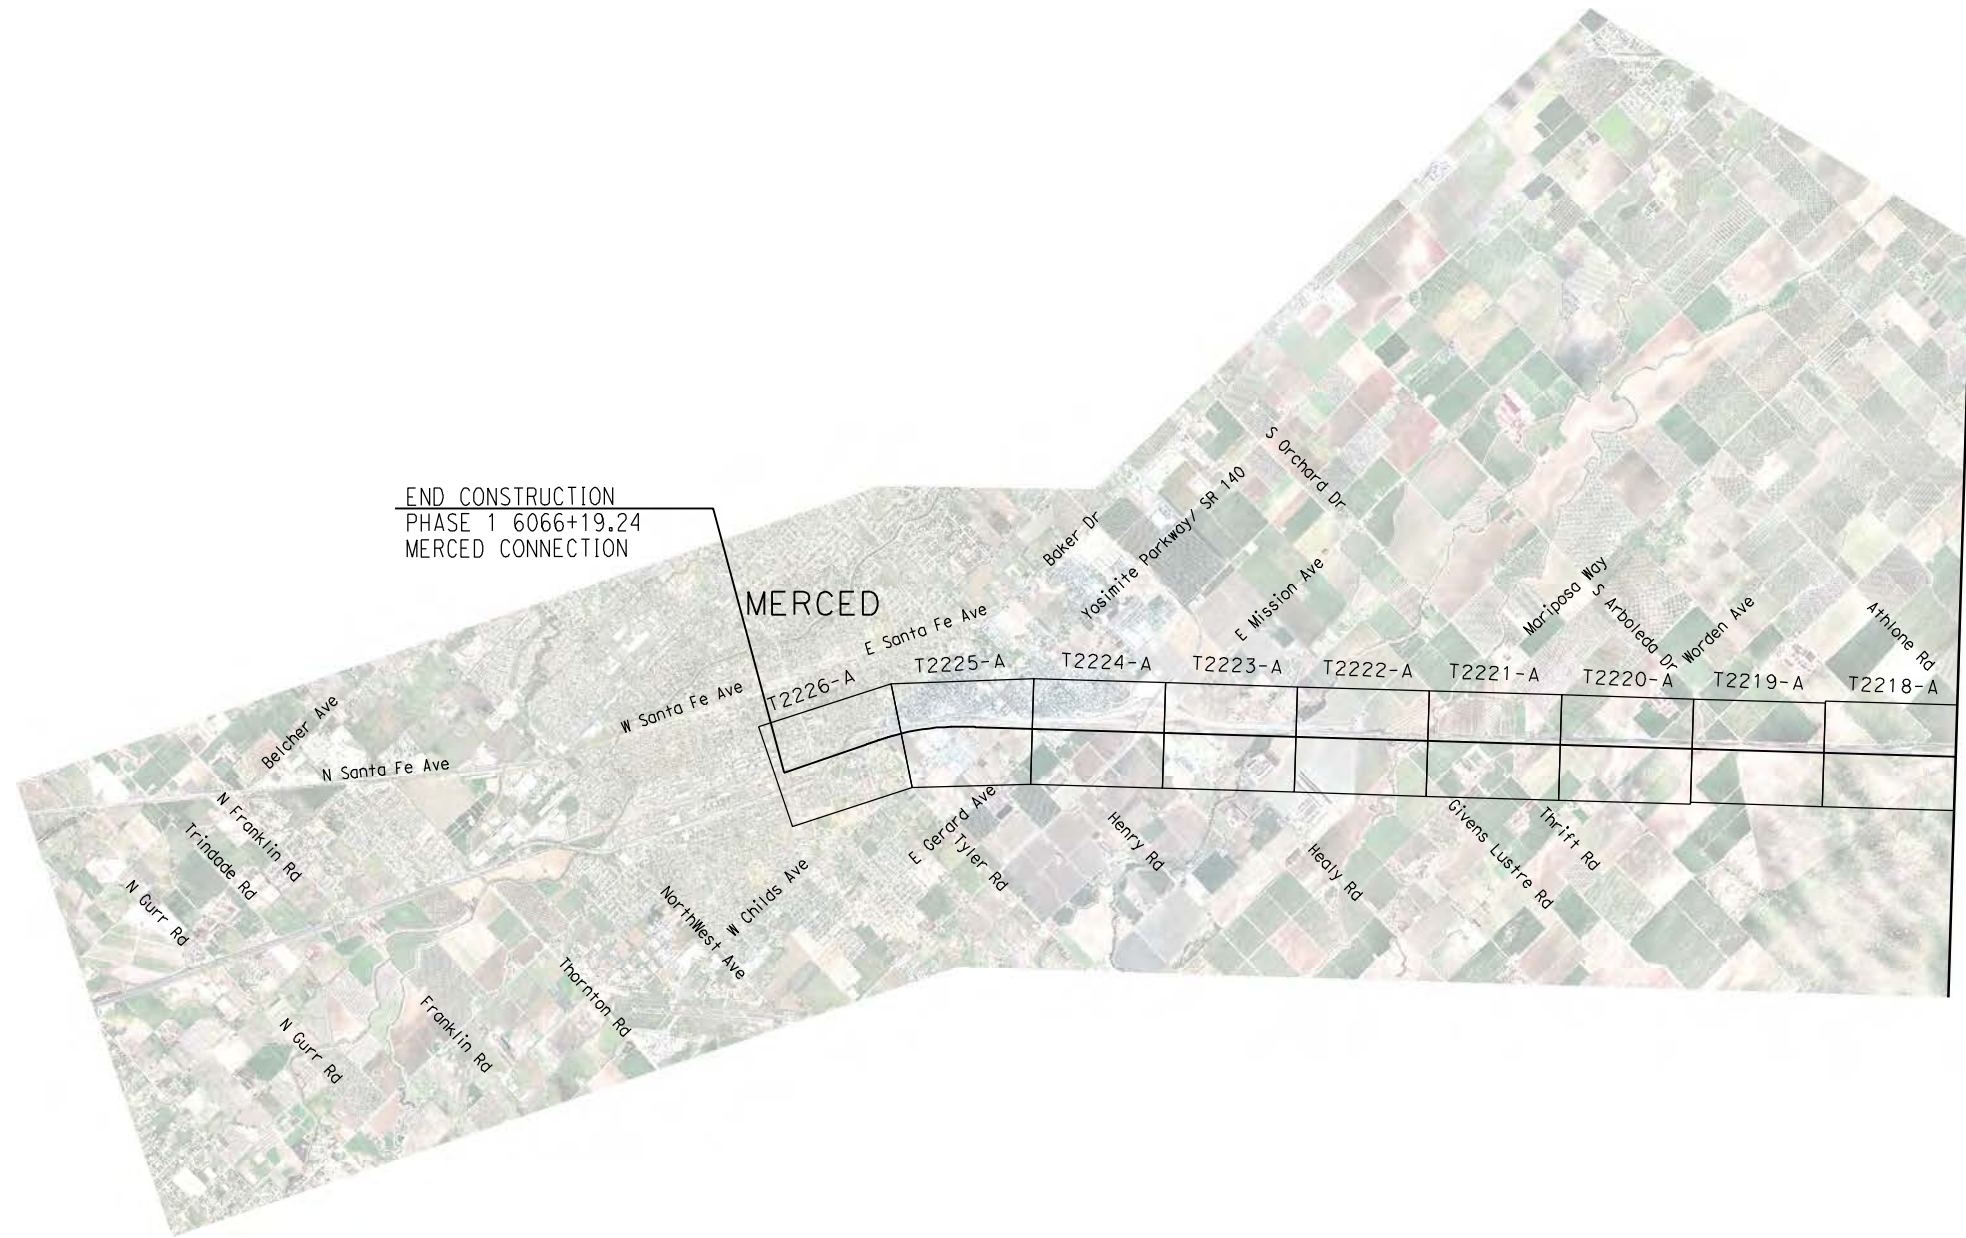 END CONSTRUCTION
PHASE 1 6066+19.24
MERCED CONNECTION
MERCED
S Orchard Dr
Yosimite Parkway/ SR 140
Baker Dr
E Mission Ave
Mariposa Way
S Arboleda Dr
Worden Ave
Athlone Rd
E Santa Fe Ave
W Santa Fe Ave
T2226-A
T2225-A
T2224-A
T2223-A
T2222-A
T2221-A
T2220-A
T2219-A
T2218-A
Belcher Ave
N Santa Fe Ave
N Franklin Rd
Trindade Rd
N Gurr Rd
NorthWest Ave
W Childs Ave
E Gerard Ave
Tyler Rd
Henry Rd
Healy Rd
Givens Lustre Rd
Thrift Rd
Thornton Rd
Franklin Rd
N Gurr Rd